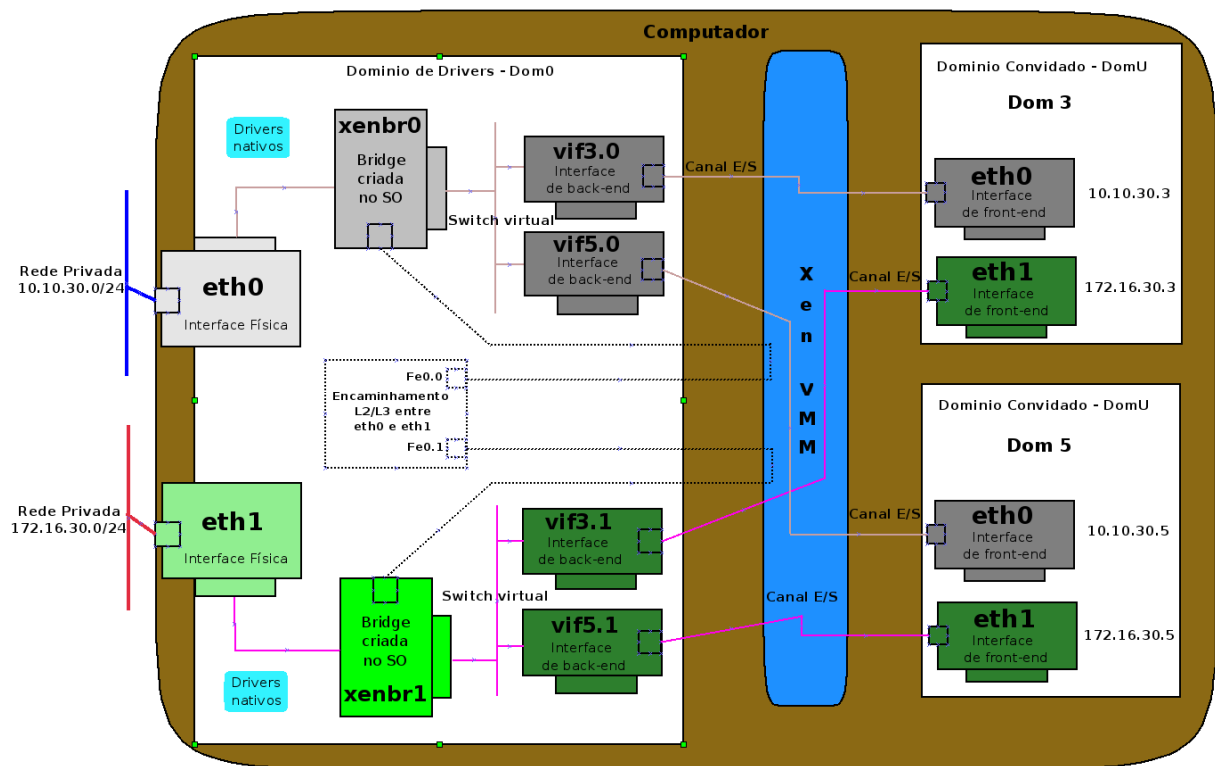 Computador
Dominio de Drivers - Dom0
Drivers
nativos
xenbr0
Bridge
criada
no SO
Switch virtual
vif3.0
Interface
de back-end
vif5.0
Interface
de back-end
Rede Privada
10.10.30.0/24
eth0
Interface Física
Fe0.0
Encaminhamento
L2/L3 entre
eth0 e eth1
Fe0.1
Rede Privada
172.16.30.0/24
eth1
Interface Física
Drivers
nativos
Bridge
criada
no SO
xenbr1
Switch virtual
vif3.1
Interface
de back-end
vif5.1
Interface
de back-end
Canal E/S
Canal E/S
Canal E/S
Canal E/S
X
e
n
V
M
M
Dominio Convidado - DomU
Dom 3
eth0
Interface
de front-end
10.10.30.3
eth1
Interface
de front-end
172.16.30.3
Dominio Convidado - DomU
Dom 5
eth0
Interface
de front-end
10.10.30.5
eth1
Interface
de front-end
172.16.30.5